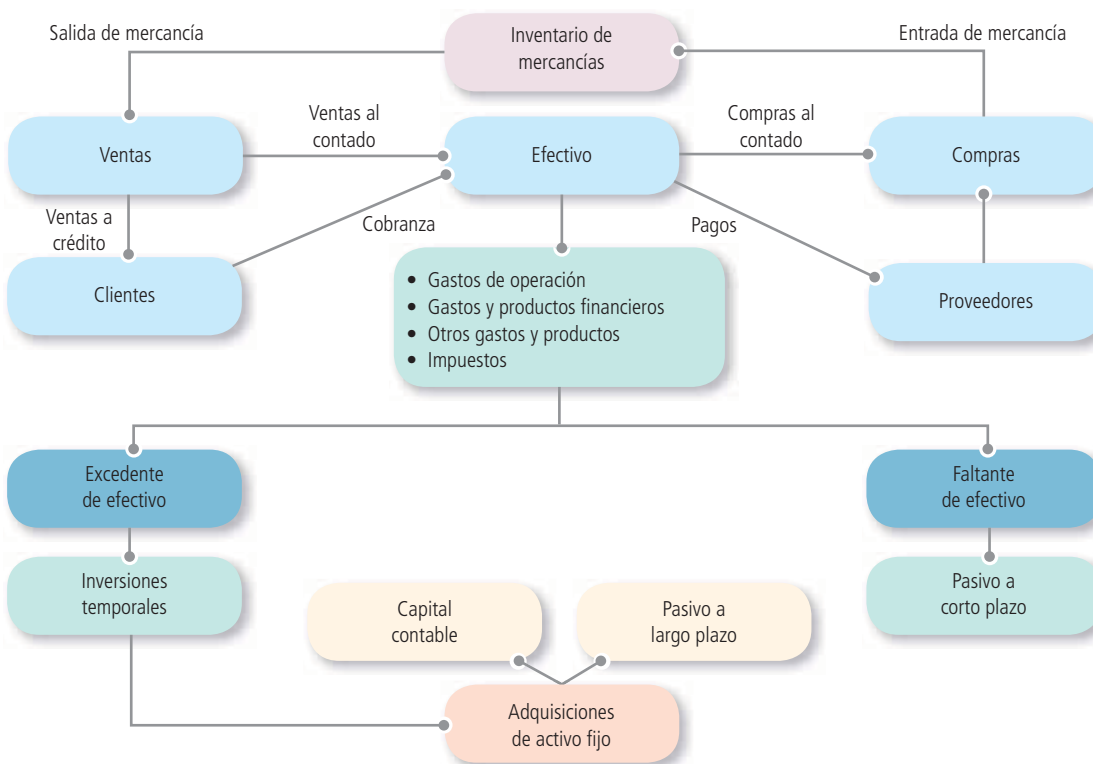 Salida de mercancía
Inventario de
mercancías
Entrada de mercancía
Ventas
Ventas al
contado
Efectivo
Compras al
contado
Compras
Ventas a
crédito
Cobranza
Pagos
Clientes
• Gastos de operación
• Gastos y productos financieros
• Otros gastos y productos
• Impuestos
Proveedores
Excedente
de efectivo
Faltante
de efectivo
Inversiones
temporales
Capital
contable
Pasivo a
largo plazo
Pasivo a
corto plazo
Adquisiciones
de activo fijo